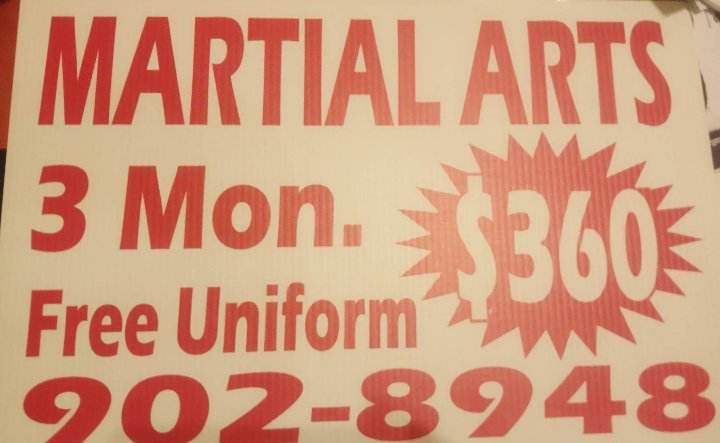 MARTIAL ARTS
3 Mon. $360
Free Uniform
902-8948